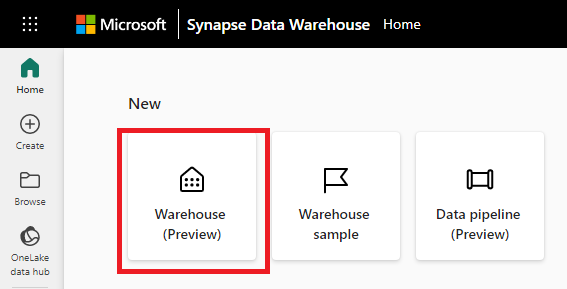 Microsoft Synapse Data Warehouse Home
Home
Create
Browse
OneLake
data hub
New
Warehouse
(Preview)
Warehouse
sample
Data pipeline
(Preview)